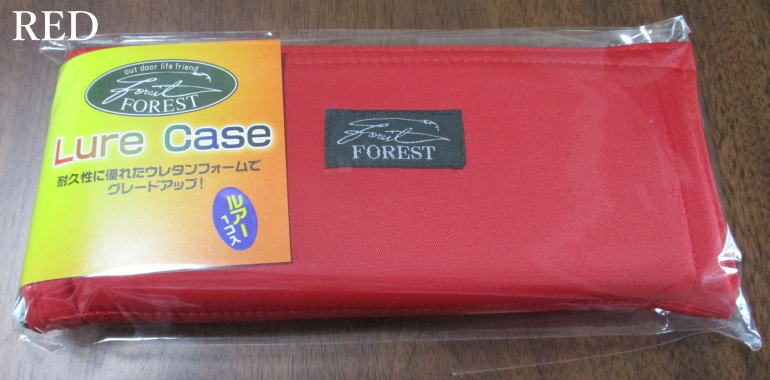 RED
out door life friend
Forest
FOREST
Lure Case
耐久性に優れたウレタンフォームで
グレードアップ!
ルアー
1コ入
Forest
FOREST